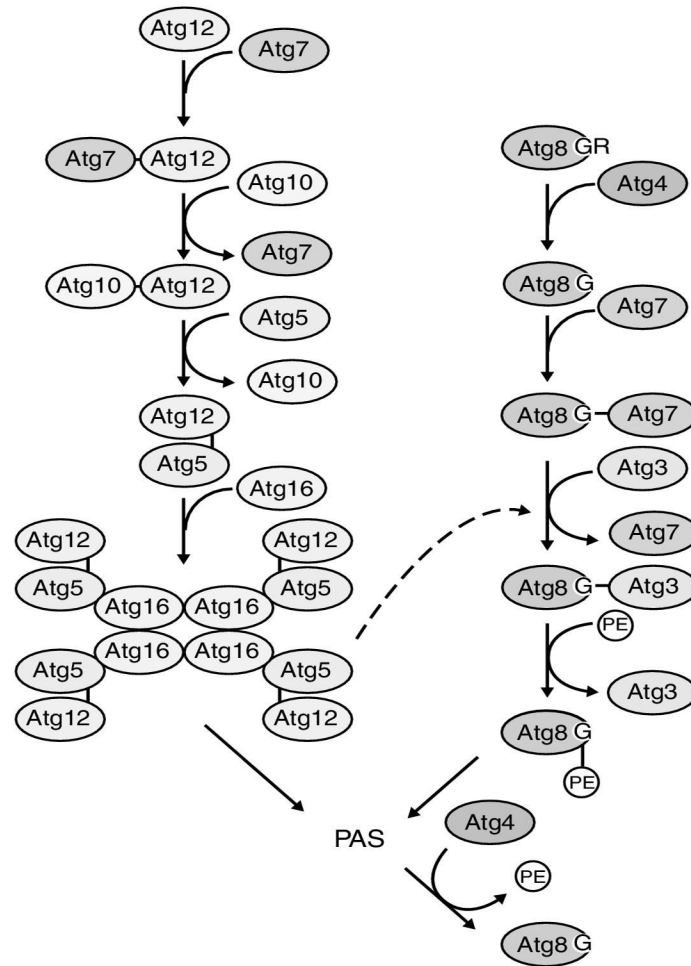 Atg12
Atg7
Atg7 Atg12
Atg10
Atg7
Atg10 Atg12
Atg5
Atg10
Atg12
Atg5
Atg16
Atg12 Atg12
Atg5 Atg5
Atg16 Atg16
Atg16 Atg16
Atg5 Atg5
Atg12 Atg12
Atg8 GR
Atg4
Atg8 G
Atg7
Atg8 G Atg7
Atg3
Atg7
Atg8 G Atg3
PE
Atg3
Atg8 G
PE
PAS
Atg4
PE
Atg8 G